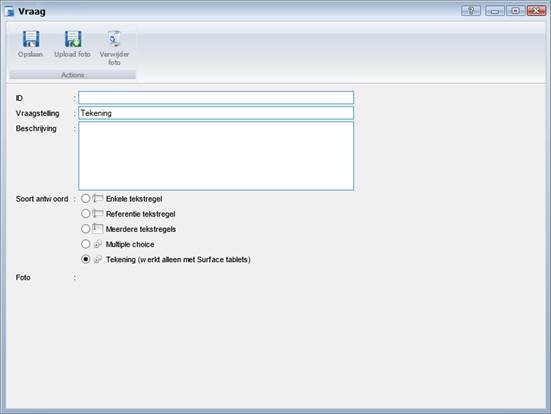 Vraag
Opslaan
Upload foto
Verwijder
foto
Actions
ID :
Vraagstelling : Tekening
Beschrijving :
Soort antwoord : Enkele tekstregel
Referentie tekstregel
Meerdere tekstregels
Multiple choice
Tekening (werkt alleen met Surface tablets)
Foto :